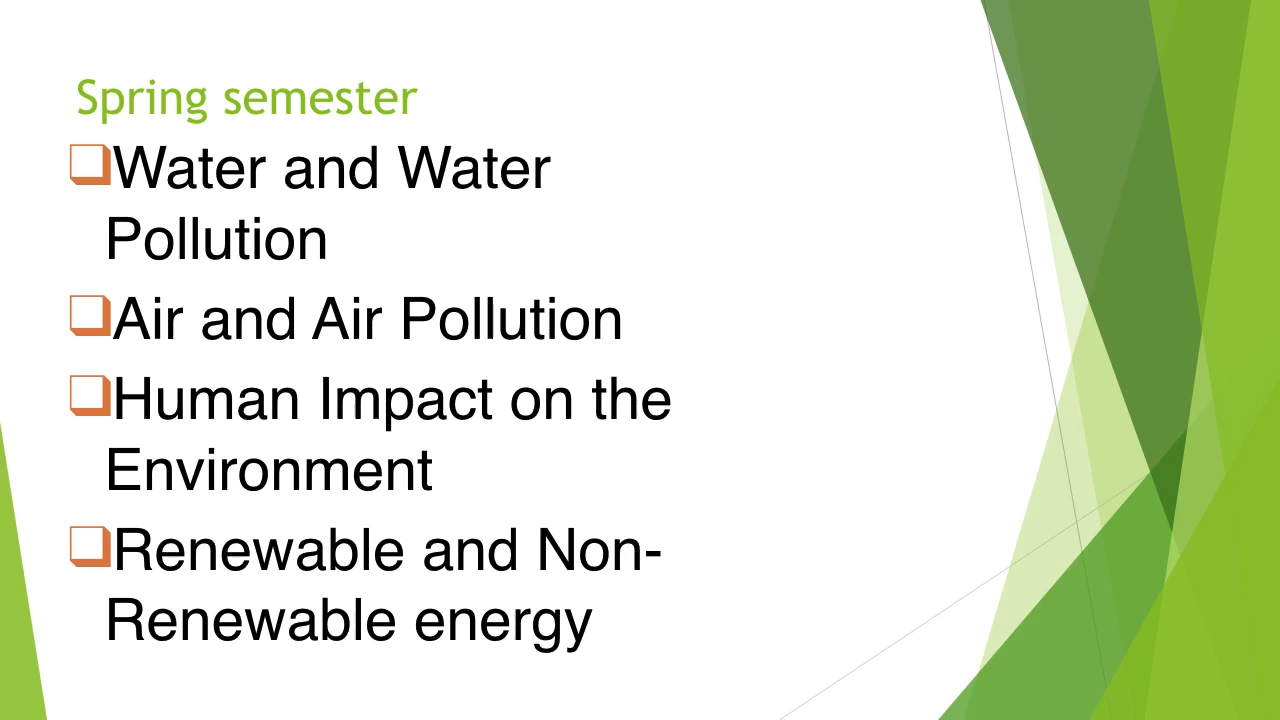 Spring semester
❑Water and Water
Pollution
❑Air and Air Pollution
❑Human Impact on the
Environment
❑Renewable and Non-
Renewable energy